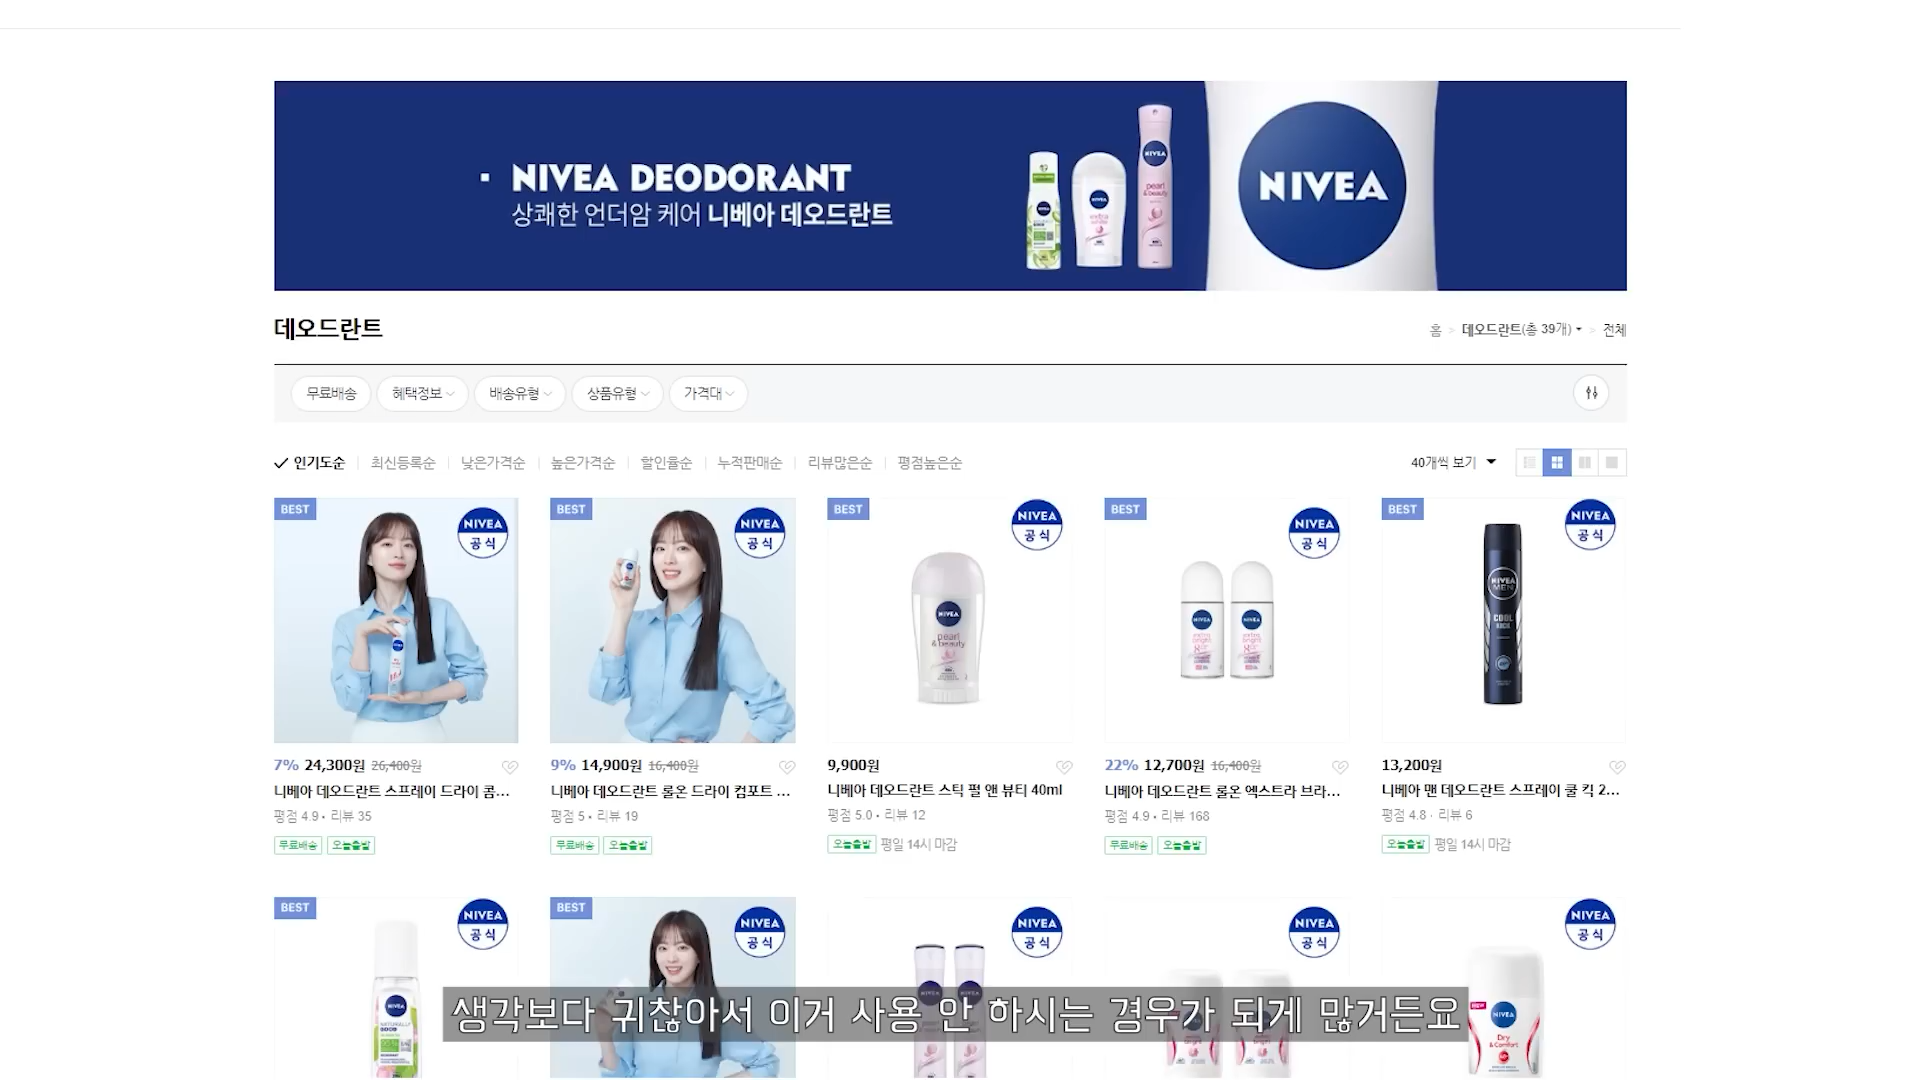 NIVEA DEODORANT
상쾌한 언더암 케어 니베아 데오드란트
NIVEA
데오드란트
홈 > 데오드란트(총 39개) > 전체
무료배송 혜택정보 배송유형 상품유형 가격대
인기도순 최신등록순 낮은가격순 높은가격순 할인율순 누적판매순 리뷰많은순 평점높은순
40개씩 보기
BEST NIVEA 공식
BEST NIVEA 공식
BEST NIVEA 공식
BEST NIVEA 공식
BEST NIVEA 공식
NIVEA pearl & beauty
NIVEA MEN COOL KICK
7% 24,300원 26,400원
니베아 데오드란트 스프레이 드라이 콤...
평점 4.9 · 리뷰 35
무료배송 오늘출발
9% 14,900원 16,400원
니베아 데오드란트 롤온 드라이 컴포트 ...
평점 5 · 리뷰 19
무료배송 오늘출발
9,900원
니베아 데오드란트 스틱 펄 앤 뷰티 40ml
평점 5.0 · 리뷰 12
오늘출발 평일 14시 마감
22% 12,700원 16,400원
니베아 데오드란트 롤온 엑스트라 브라...
평점 4.9 · 리뷰 168
무료배송 오늘출발
13,200원
니베아 맨 데오드란트 스프레이 쿨 킥 2...
평점 4.8 · 리뷰 6
오늘출발 평일 14시 마감
BEST NIVEA 공식
BEST NIVEA 공식
NIVEA 공식
NIVEA 공식
NIVEA 공식
NIVEA
Dry & Comfort
생각보다 귀찮아서 이거 사용 안 하시는 경우가 되게 많거든요